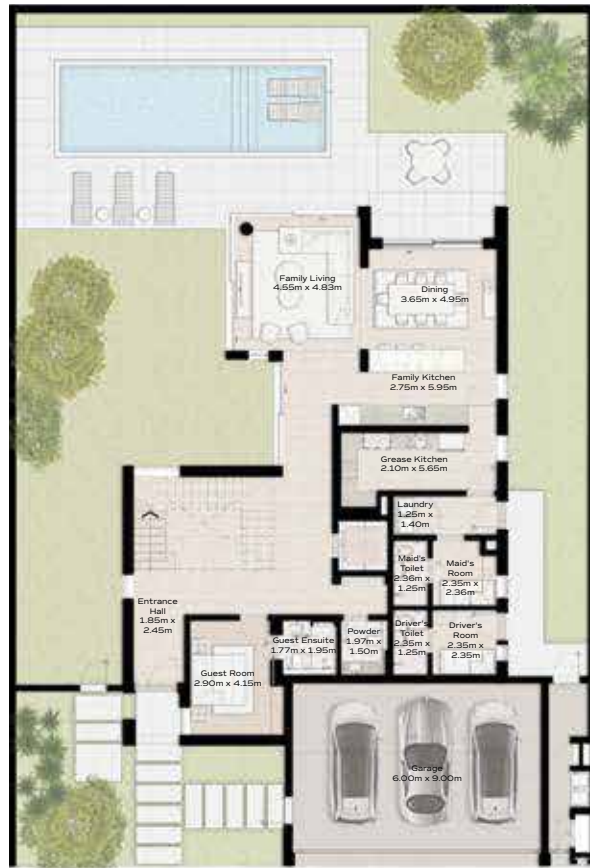 Family Living
4.55m x 4.83m
Dining
3.65m x 4.95m
Family Kitchen
2.75m x 5.95m
Grease Kitchen
2.10m x 5.65m
Laundry
1.25m x
1.40m
Maid's
Toilet
2.36m x
1.25m
Maid's
Room
2.35m x
2.36m
Entrance
Hall
1.85m x
2.45m
Guest Ensuite
1.77m x 1.95m
Powder
1.97m x
1.50m
Driver's
Toilet
2.35m x
1.25m
Driver's
Room
2.35m x
2.35m
Guest Room
2.90m x 4.15m
Garage
6.00m x 9.00m